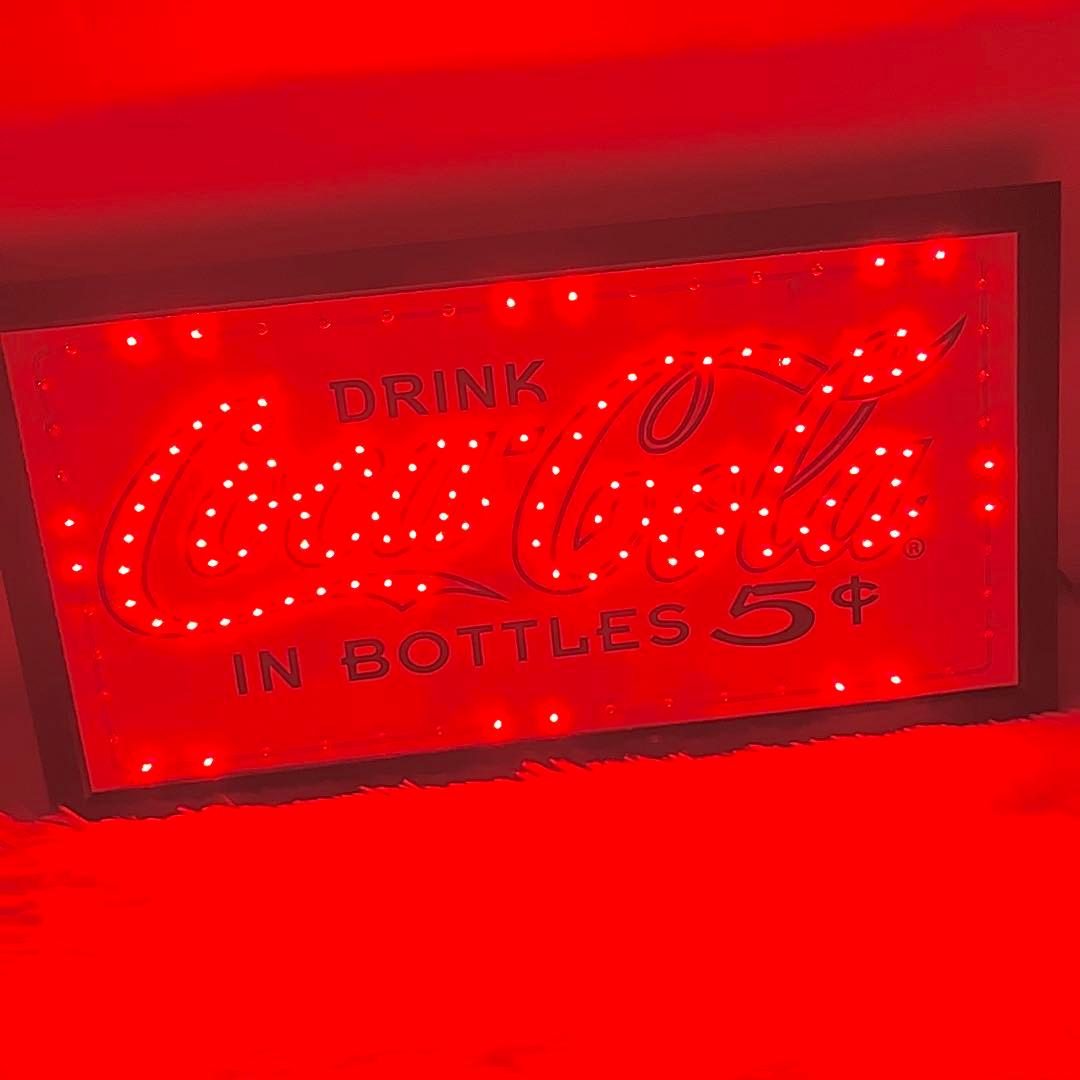 DRINK
Coca-Cola ®
IN BOTTLES 5¢